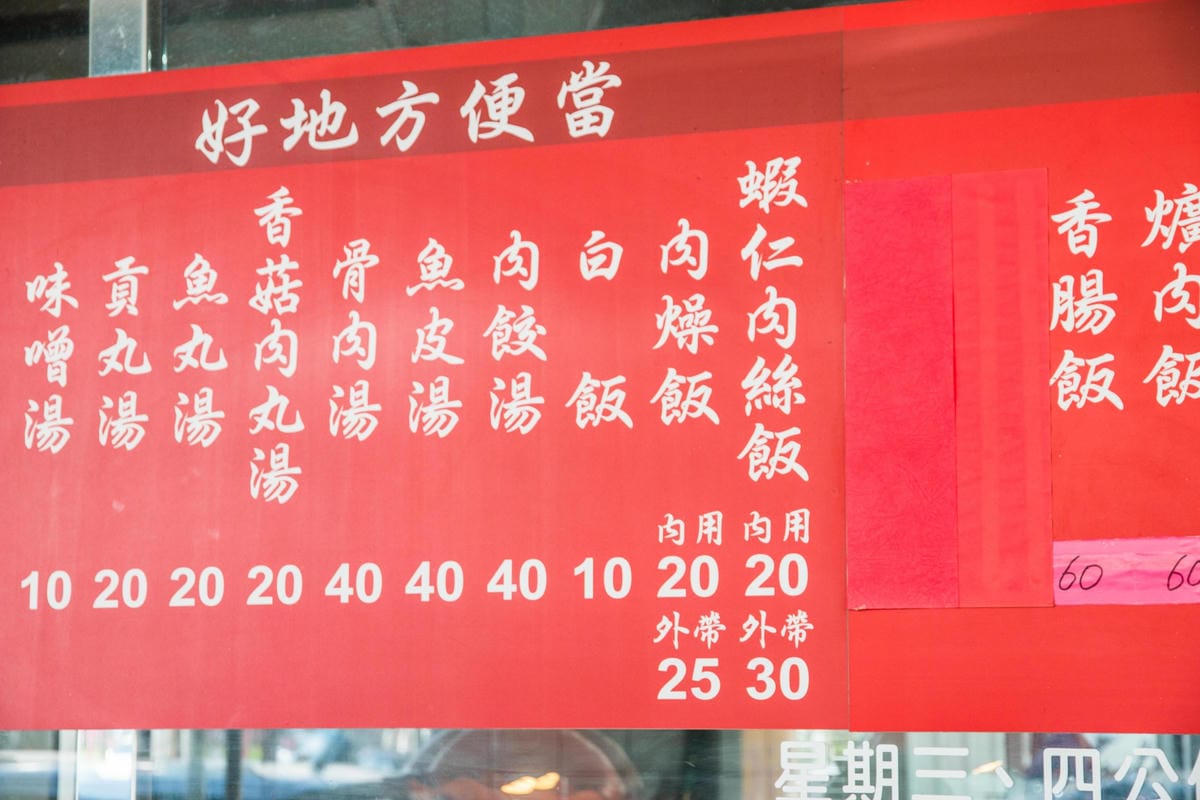 好地方便當
爌肉飯
60
香腸飯
60
蝦仁肉絲飯
內用
20
外帶
30
肉燥飯
內用
20
外帶
25
白飯
10
肉餃湯
40
魚皮湯
40
骨肉湯
40
香菇肉丸湯
20
魚丸湯
20
貢丸湯
20
味噌湯
10
星期三、四公